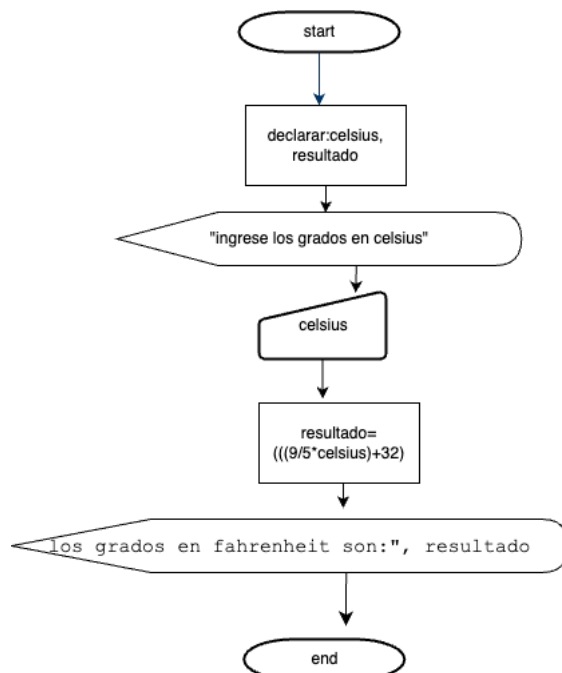 start
declarar:celsius,
resultado
"ingrese los grados en celsius"
celsius
resultado=
(((9/5*celsius)+32)
los grados en fahrenheit son:", resultado
end